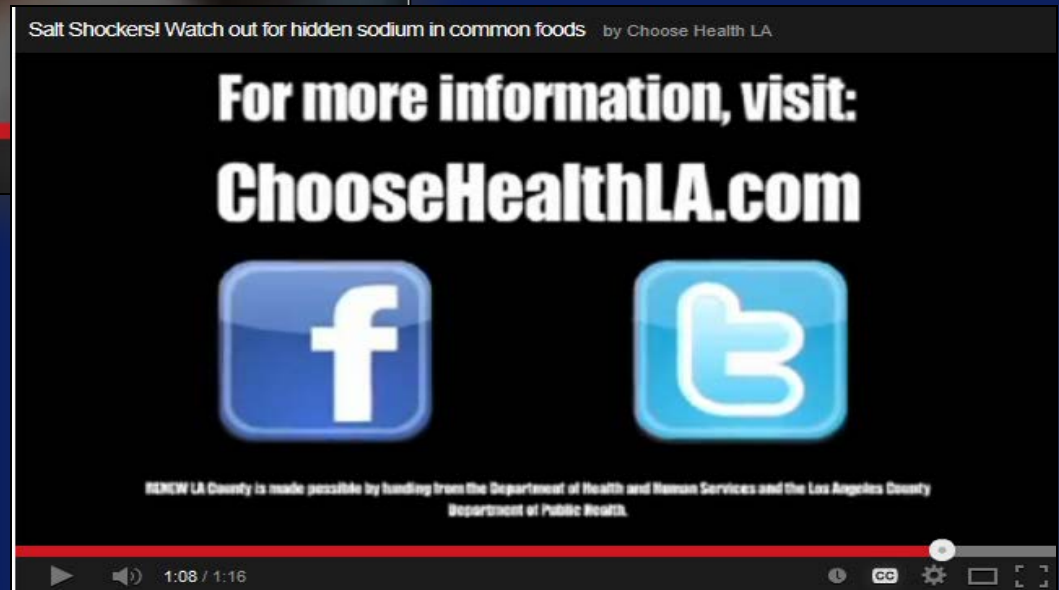 Salt Shockers! Watch out for hidden sodium in common foods by Choose Health LA
For more information, visit:
ChooseHealthLA.com
f
t
RENEW LA County is made possible by funding from the Department of Health and Human Services and the Los Angeles County
Department of Public Health.
1:08 / 1:16
CC